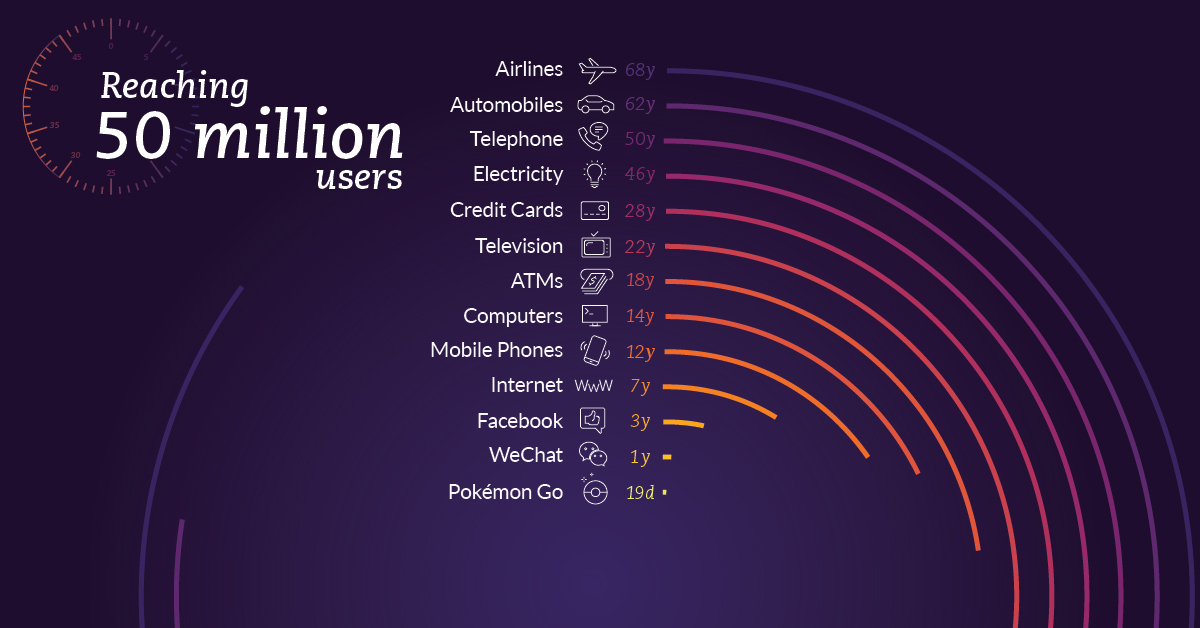 Reaching
50 million
users
0
5
25
30
35
40
45
Airlines 68y
Automobiles 62y
Telephone 50y
Electricity 46y
Credit Cards 28y
Television 22y
ATMs $ 18y
Computers 14y
Mobile Phones 12y
Internet WWW 7y
Facebook 3y
WeChat 1y
Pokémon Go 19d